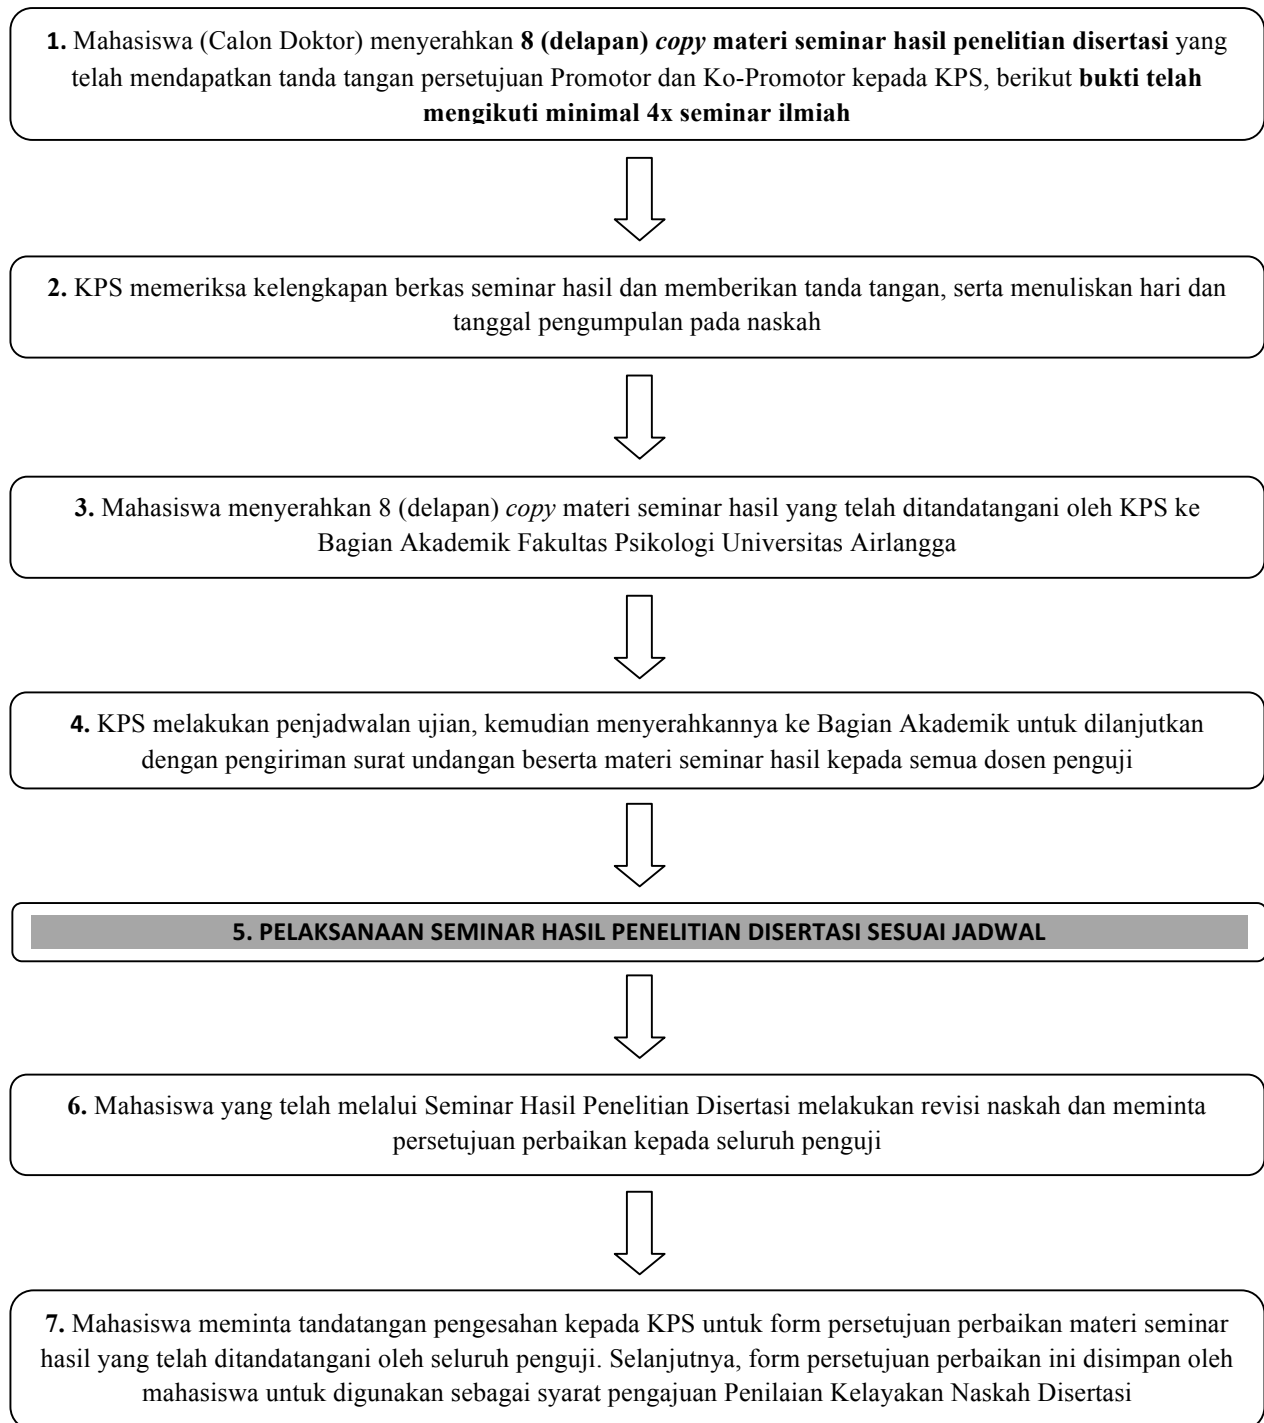 1. Mahasiswa (Calon Doktor) menyerahkan 8 (delapan) copy materi seminar hasil penelitian disertasi yang
telah mendapatkan tanda tangan persetujuan Promotor dan Ko-Promotor kepada KPS, berikut bukti telah
mengikuti minimal 4x seminar ilmiah
2. KPS memeriksa kelengkapan berkas seminar hasil dan memberikan tanda tangan, serta menuliskan hari dan
tanggal pengumpulan pada naskah
3. Mahasiswa menyerahkan 8 (delapan) copy materi seminar hasil yang telah ditandatangani oleh KPS ke
Bagian Akademik Fakultas Psikologi Universitas Airlangga
4. KPS melakukan penjadwalan ujian, kemudian menyerahkannya ke Bagian Akademik untuk dilanjutkan
dengan pengiriman surat undangan beserta materi seminar hasil kepada semua dosen penguji
5. PELAKSANAAN SEMINAR HASIL PENELITIAN DISERTASI SESUAI JADWAL
6. Mahasiswa yang telah melalui Seminar Hasil Penelitian Disertasi melakukan revisi naskah dan meminta
persetujuan perbaikan kepada seluruh penguji
7. Mahasiswa meminta tandatangan pengesahan kepada KPS untuk form persetujuan perbaikan materi seminar
hasil yang telah ditandatangani oleh seluruh penguji. Selanjutnya, form persetujuan perbaikan ini disimpan oleh
mahasiswa untuk digunakan sebagai syarat pengajuan Penilaian Kelayakan Naskah Disertasi